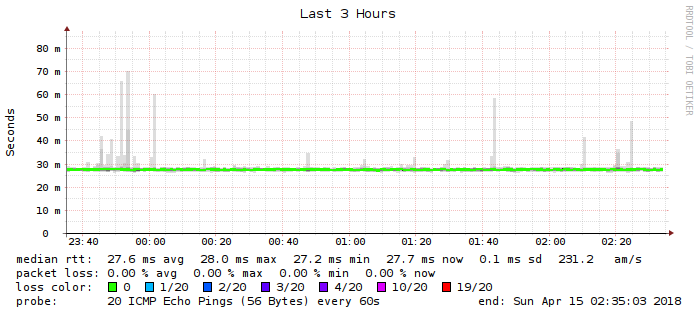 Last 3 Hours
RRDTOOL / TOBI OETIKER
Seconds
80 m
70 m
60 m
50 m
40 m
30 m
20 m
10 m
0
23:40 00:00 00:20 00:40 01:00 01:20 01:40 02:00 02:20
median rtt: 27.6 ms avg 28.0 ms max 27.2 ms min 27.7 ms now 0.1 ms sd 231.2 am/s
packet loss: 0.00 % avg 0.00 % max 0.00 % min 0.00 % now
loss color: 0 1/20 2/20 3/20 4/20 10/20 19/20
probe: 20 ICMP Echo Pings (56 Bytes) every 60s end: Sun Apr 15 02:35:03 2018